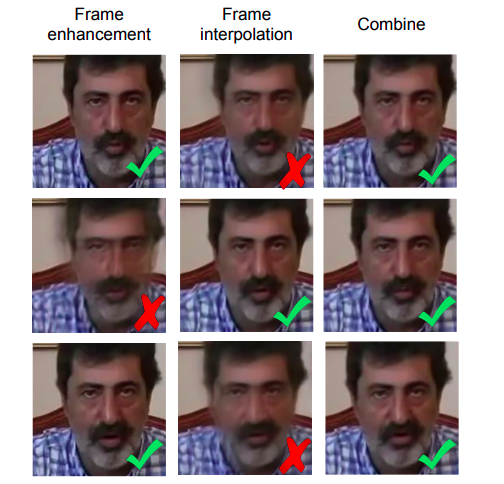 Frame
enhancement
Frame
interpolation
Combine